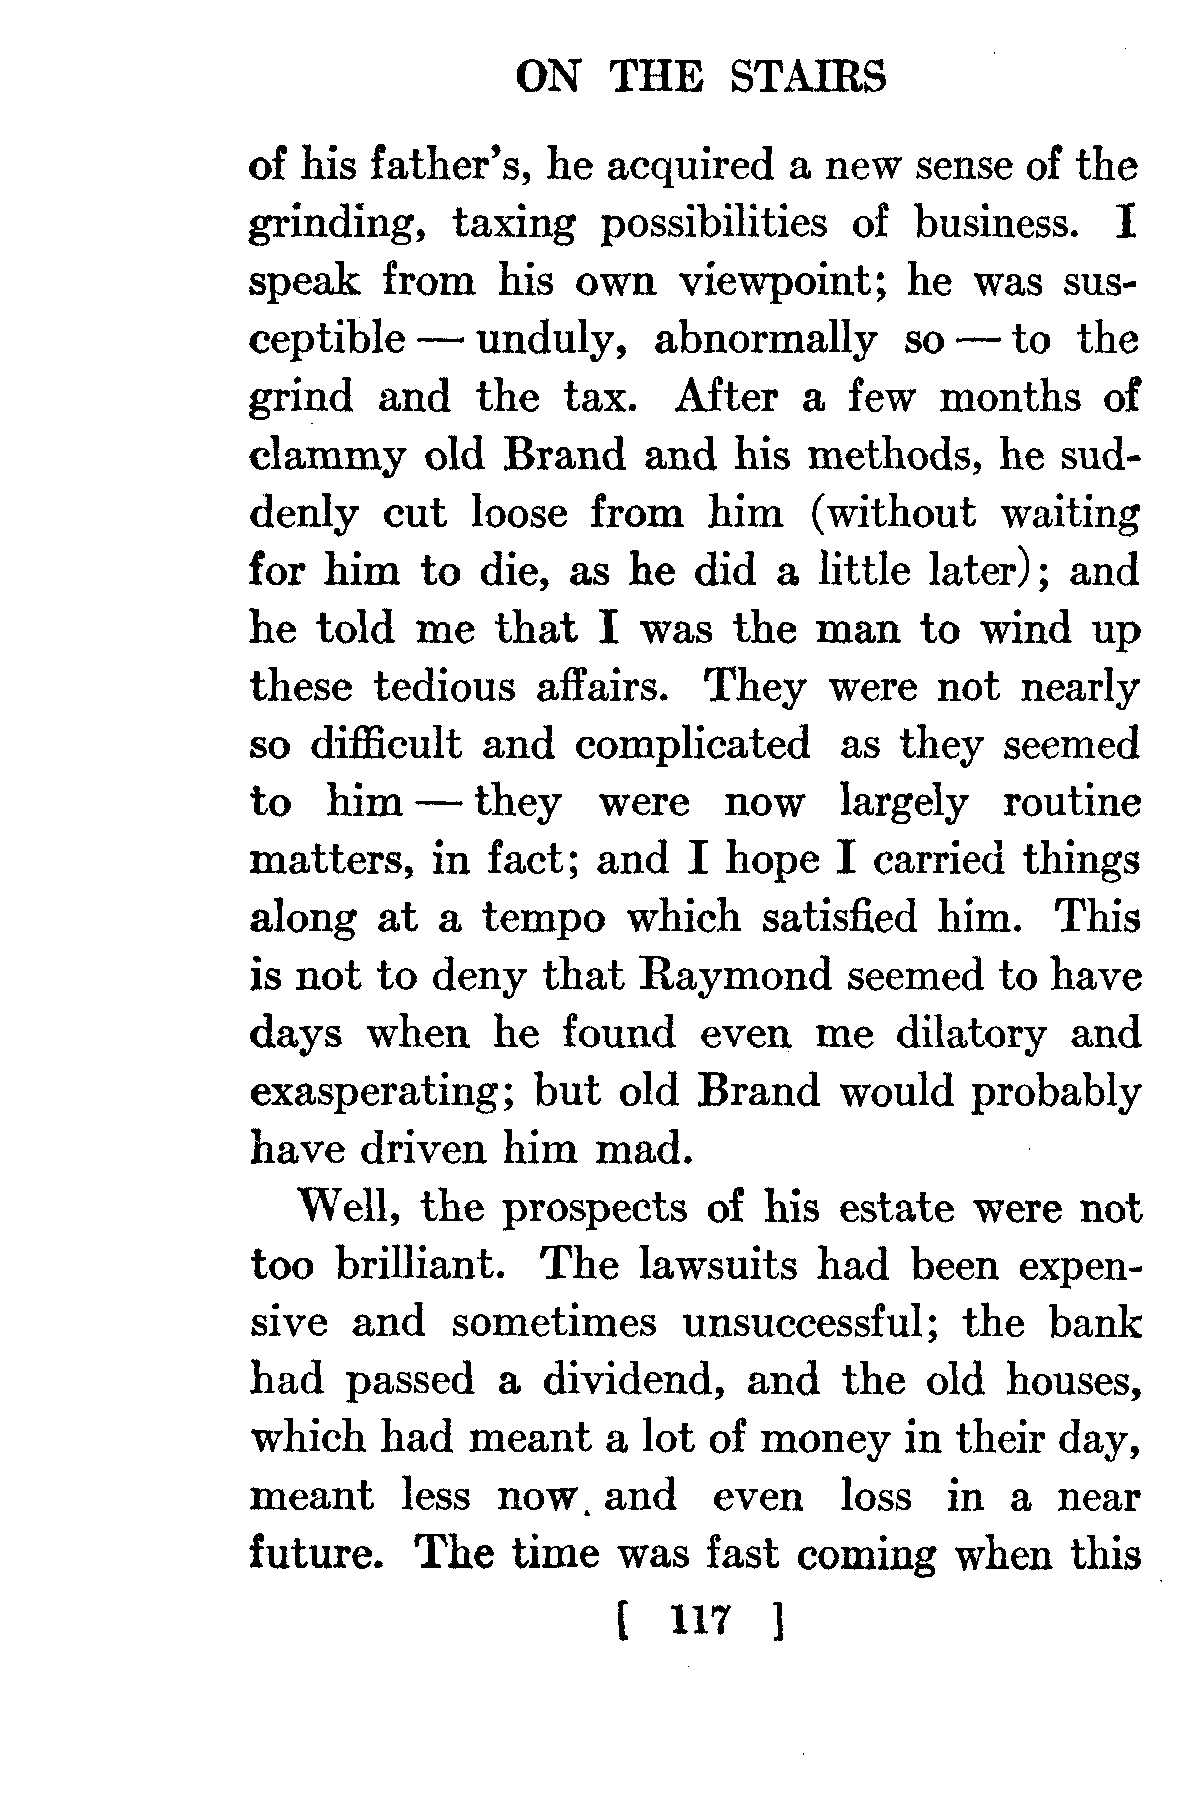 ON THE STAIRS
of his father's, he acquired a new sense of the
grinding, taxing possibilities of business. I
speak from his own viewpoint; he was sus-
ceptible — unduly, abnormally so — to the
grind and the tax. After a few months of
clammy old Brand and his methods, he sud-
denly cut loose from him (without waiting
for him to die, as he did a little later); and
he told me that I was the man to wind up
these tedious affairs. They were not nearly
so difficult and complicated as they seemed
to him — they were now largely routine
matters, in fact; and I hope I carried things
along at a tempo which satisfied him. This
is not to deny that Raymond seemed to have
days when he found even me dilatory and
exasperating; but old Brand would probably
have driven him mad.
Well, the prospects of his estate were not
too brilliant. The lawsuits had been expen-
sive and sometimes unsuccessful; the bank
had passed a dividend, and the old houses,
which had meant a lot of money in their day,
meant less now. and even loss in a near
future. The time was fast coming when this
[ 117 ]